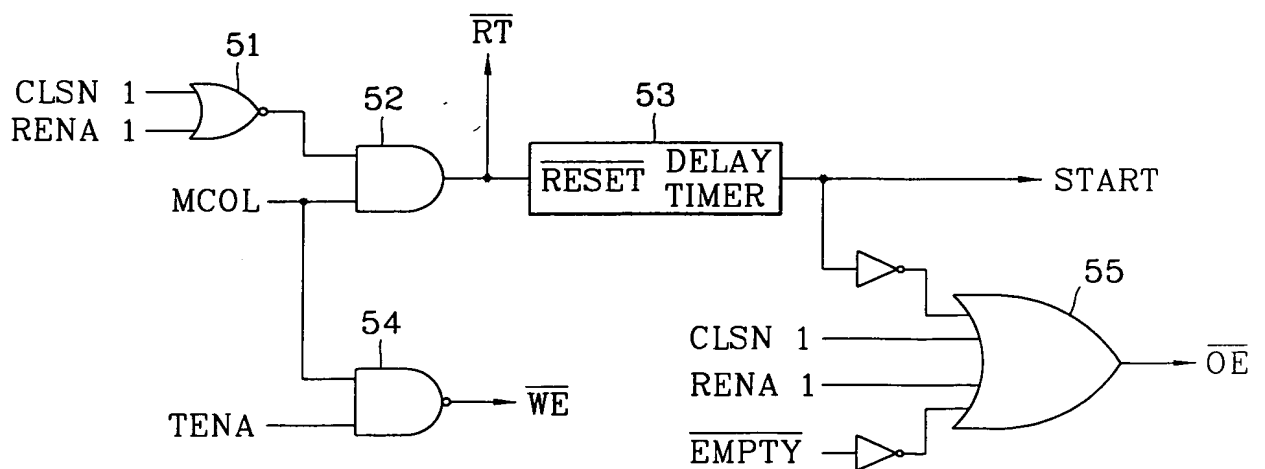 RT
51
CLSN 1
RENA 1
52
53
RESET DELAY
TIMER
START
MCOL
55
54
CLSN 1
RENA 1
OE
WE
TENA
EMPTY